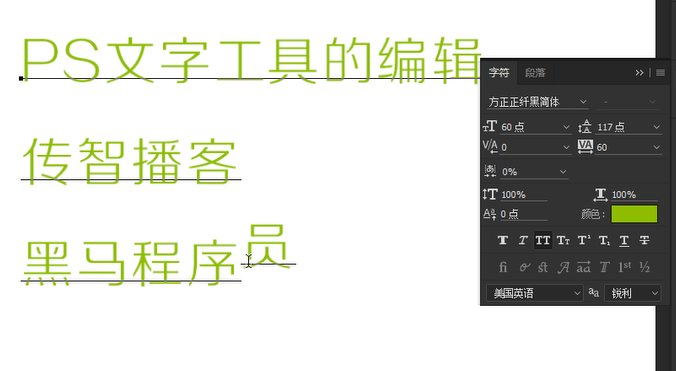 PS文字工具的编辑
传智播客
黑马程序员
字符 段落
方正正纤黑简体 -
60 点 117 点
0 60
0%
100% 100%
0 点 颜色:
T T TT Tт T¹ T₁ T T
fi st A aa T 1st ½
美国英语 aa 锐利